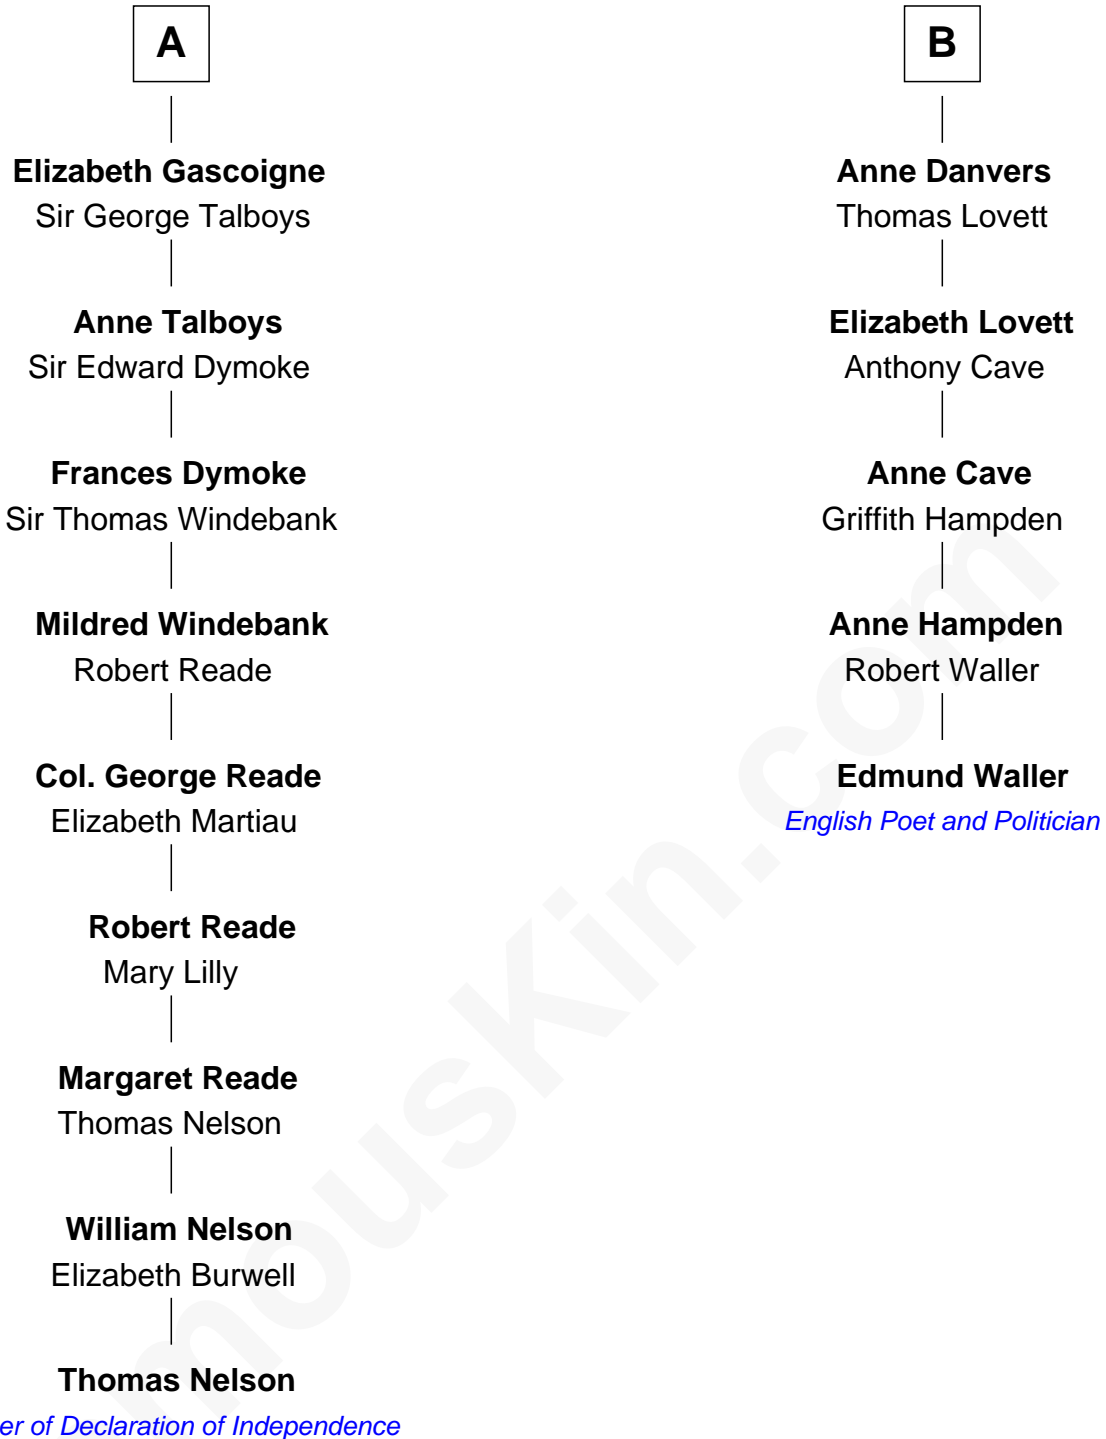 A
Elizabeth Gascoigne
Sir George Talboys
Anne Talboys
Sir Edward Dymoke
Frances Dymoke
Sir Thomas Windebank
Mildred Windebank
Robert Reade
Col. George Reade
Elizabeth Martiau
Robert Reade
Mary Lilly
Margaret Reade
Thomas Nelson
William Nelson
Elizabeth Burwell
Thomas Nelson
er of Declaration of Independence
B
Anne Danvers
Thomas Lovett
Elizabeth Lovett
Anthony Cave
Anne Cave
Griffith Hampden
Anne Hampden
Robert Waller
Edmund Waller
English Poet and Politician
mousKin.com